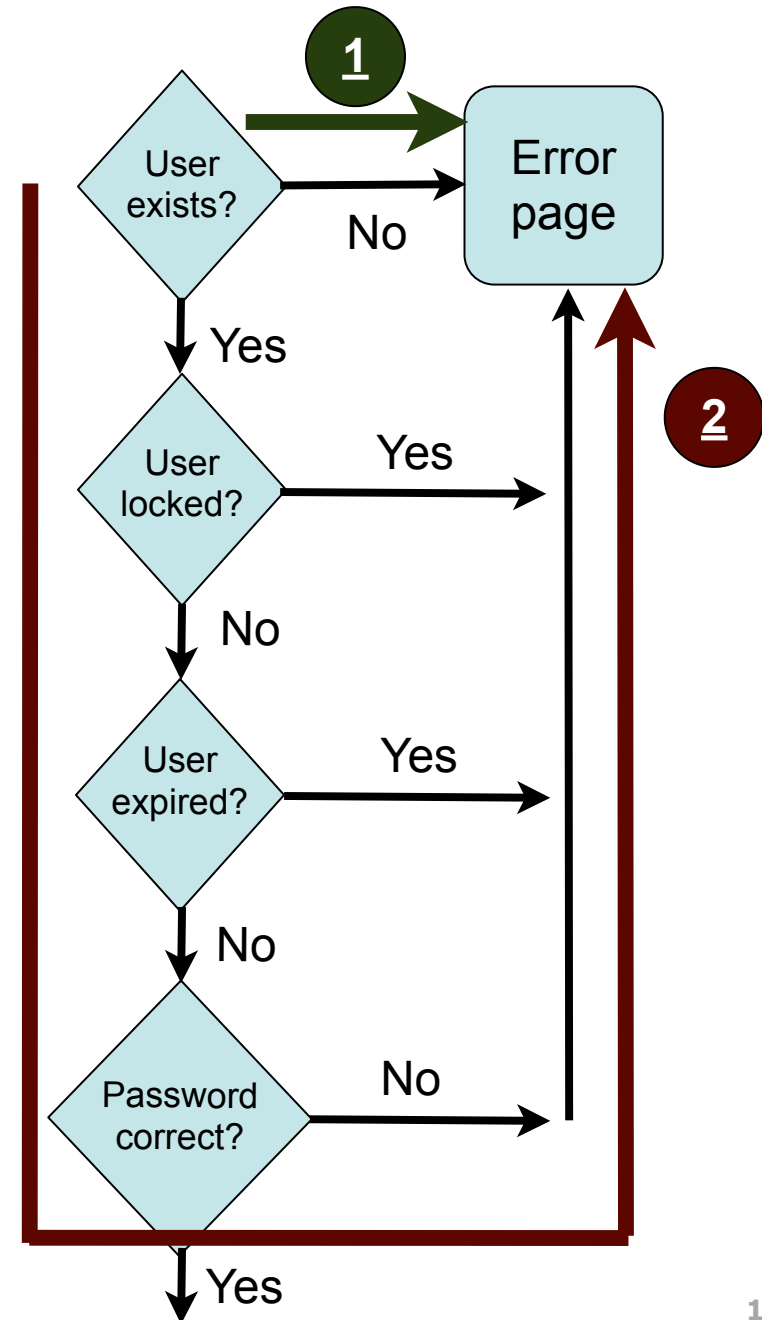 1
User
exists?
Error
page
No
Yes
2
User
locked?
Yes
No
User
expired?
Yes
No
Password
correct?
No
Yes
1